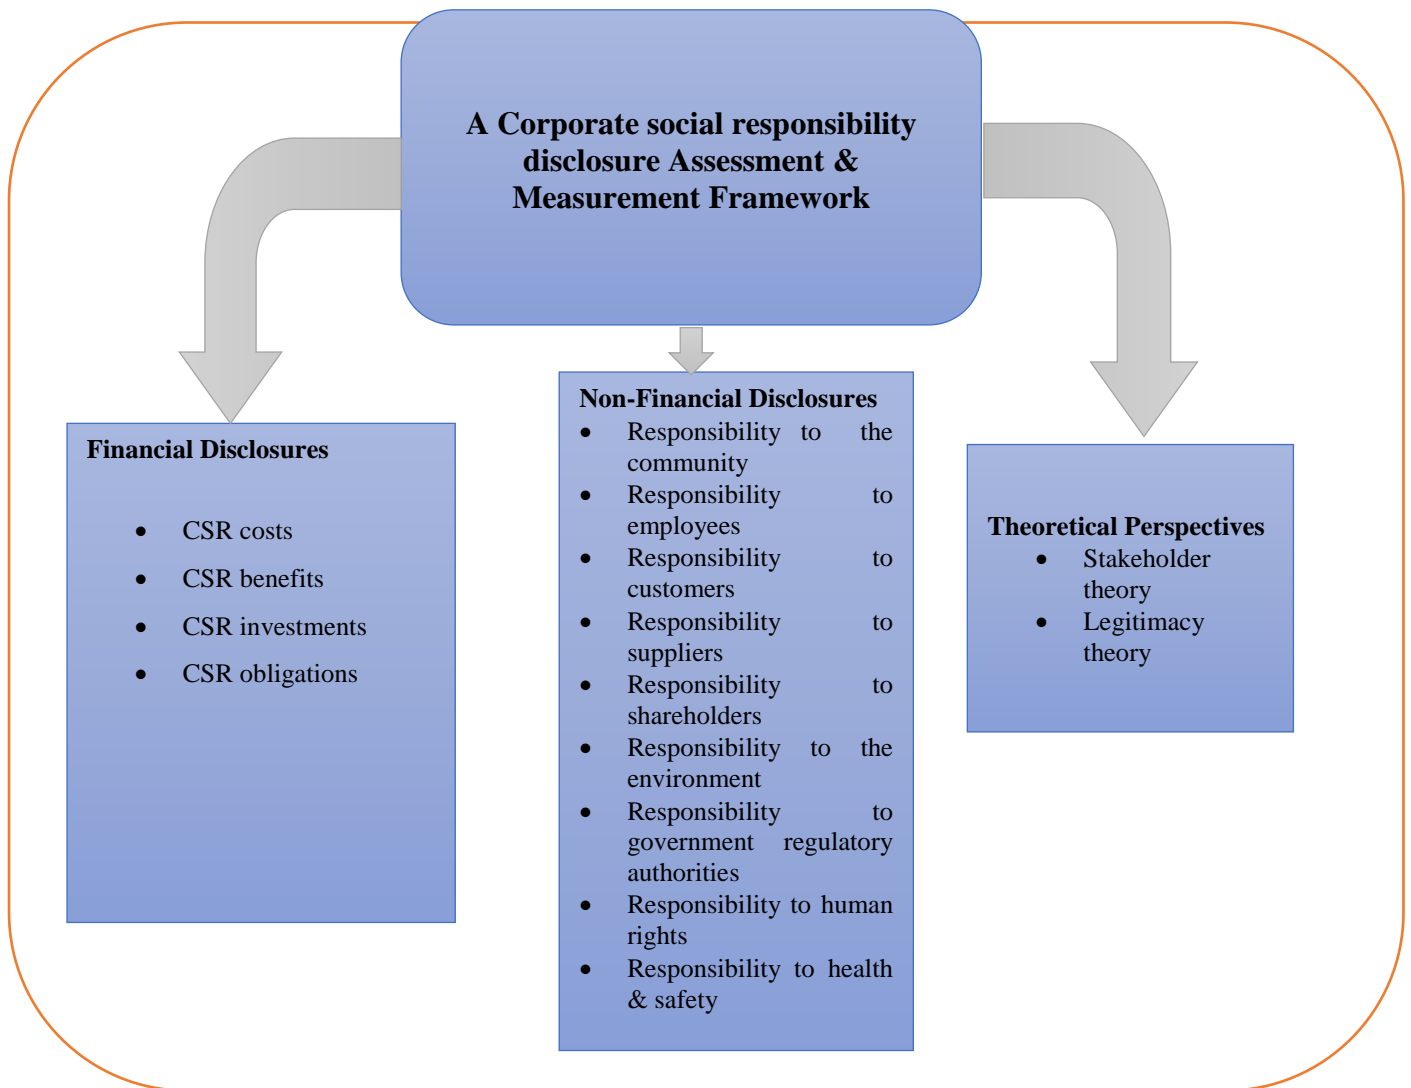 A Corporate social responsibility
disclosure Assessment &
Measurement Framework
Financial Disclosures
• CSR costs
• CSR benefits
• CSR investments
• CSR obligations
Non-Financial Disclosures
• Responsibility to the
community
• Responsibility to
employees
• Responsibility to
customers
• Responsibility to
suppliers
• Responsibility to
shareholders
• Responsibility to the
environment
• Responsibility to
government regulatory
authorities
• Responsibility to human
rights
• Responsibility to health
& safety
Theoretical Perspectives
• Stakeholder
theory
• Legitimacy
theory